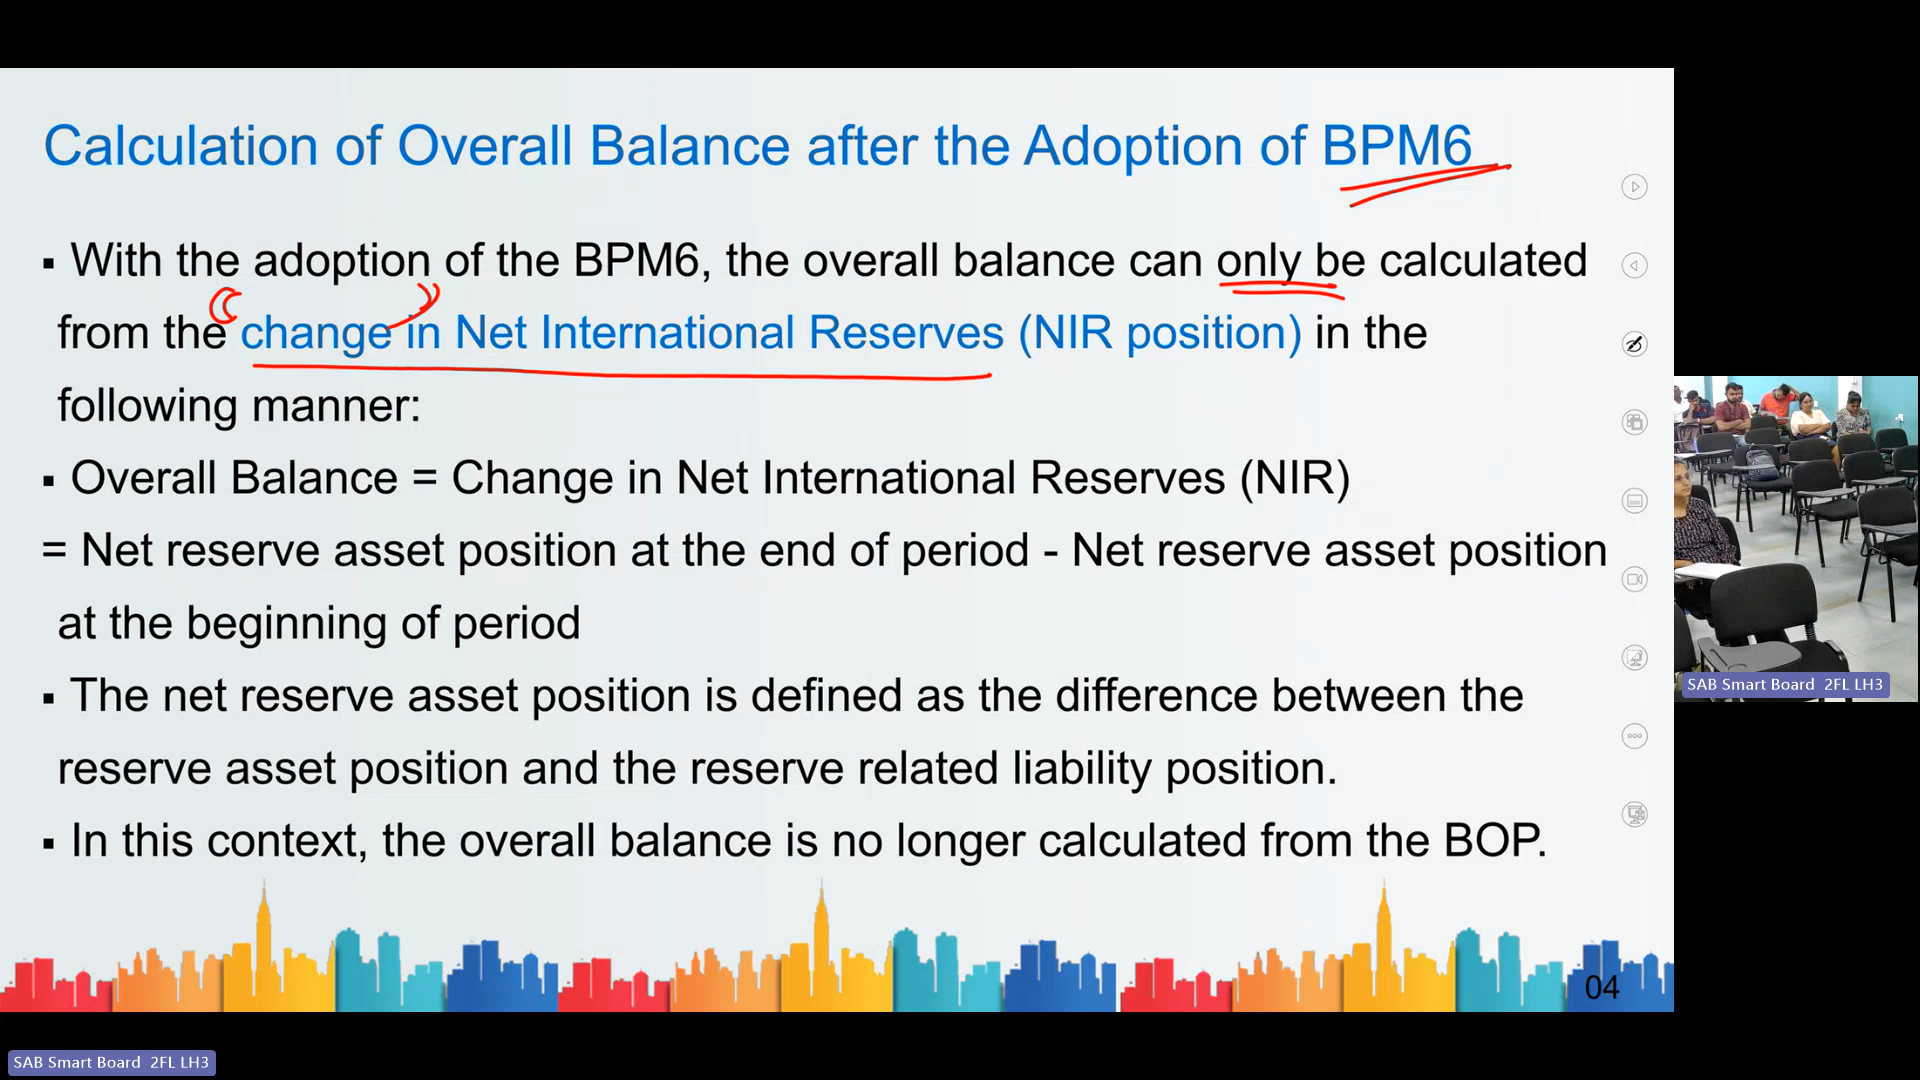 Calculation of Overall Balance after the Adoption of BPM6
▪ With the adoption of the BPM6, the overall balance can only be calculated
from the change in Net International Reserves (NIR position) in the
following manner:
▪ Overall Balance = Change in Net International Reserves (NIR)
= Net reserve asset position at the end of period - Net reserve asset position
at the beginning of period
▪ The net reserve asset position is defined as the difference between the
reserve asset position and the reserve related liability position.
▪ In this context, the overall balance is no longer calculated from the BOP.
04
SAB Smart Board 2FL LH3
SAB Smart Board 2FL LH3